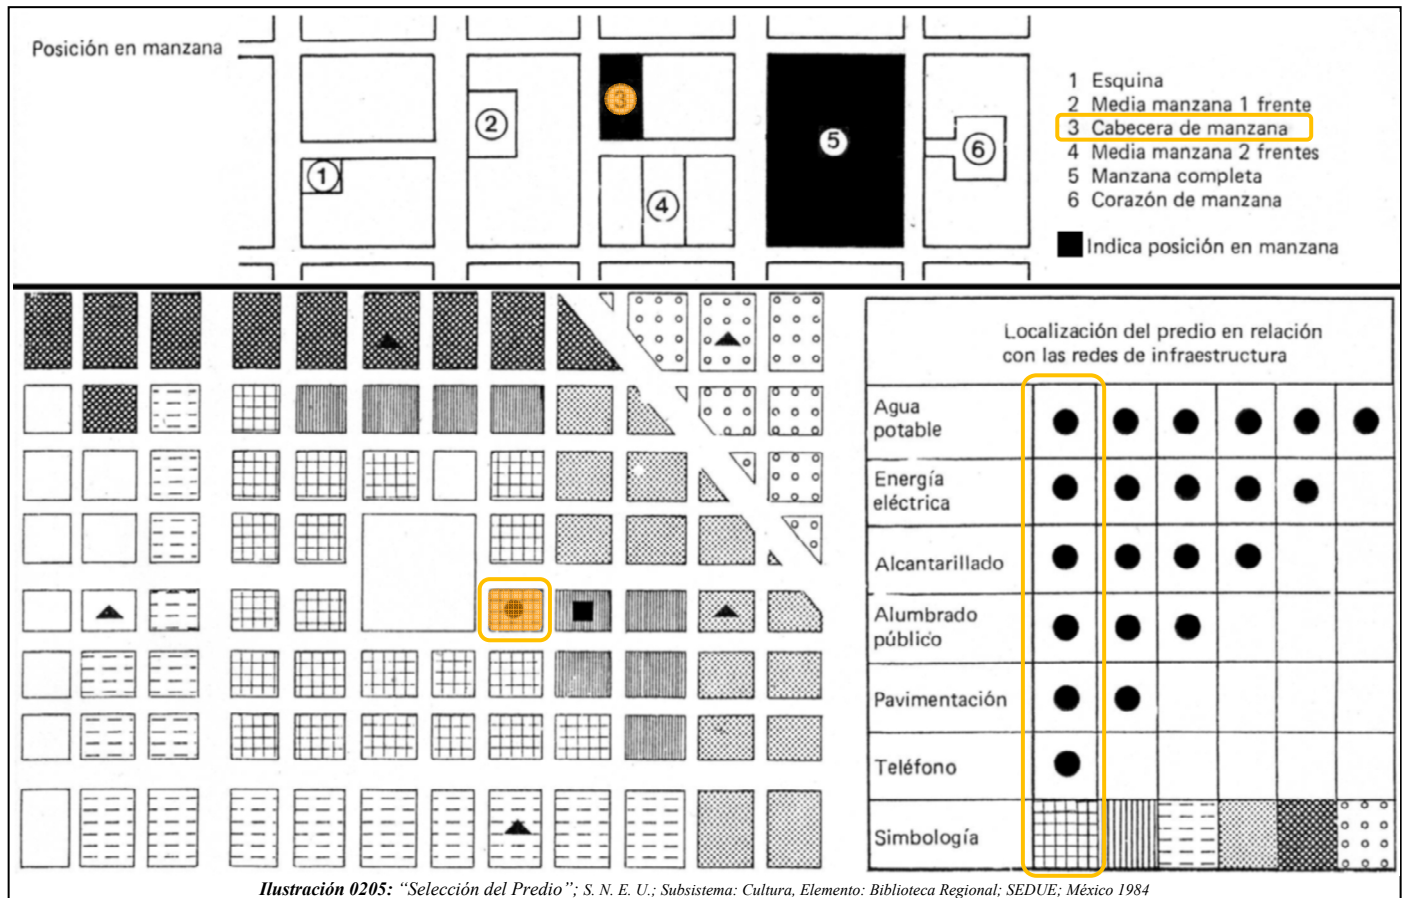 Posición en manzana
1
2
3
4
5
6
1 Esquina
2 Media manzana 1 frente
3 Cabecera de manzana
4 Media manzana 2 frentes
5 Manzana completa
6 Corazón de manzana
Indica posición en manzana
Localización del predio en relación
con las redes de infraestructura
Agua
potable
Energía
eléctrica
Alcantarillado
Alumbrado
público
Pavimentación
Teléfono
Simbología
Ilustración 0205: “Selección del Predio”; S. N. E. U.; Subsistema: Cultura, Elemento: Biblioteca Regional; SEDUE; México 1984